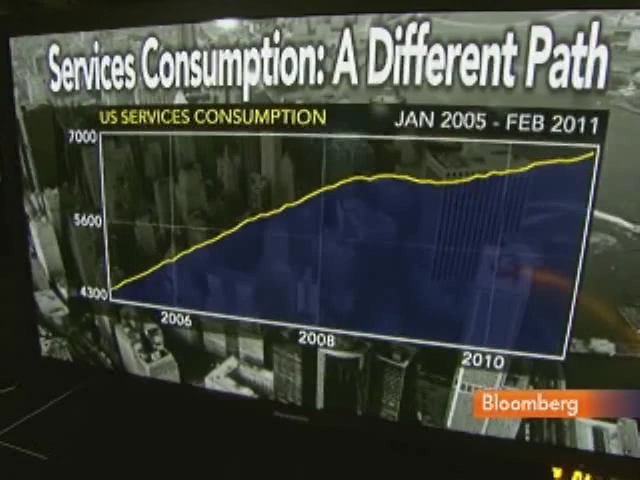 Services Consumption: A Different Path
US SERVICES CONSUMPTION JAN 2005 - FEB 2011
7000
5600
4300
2006 2008 2010
Bloomberg